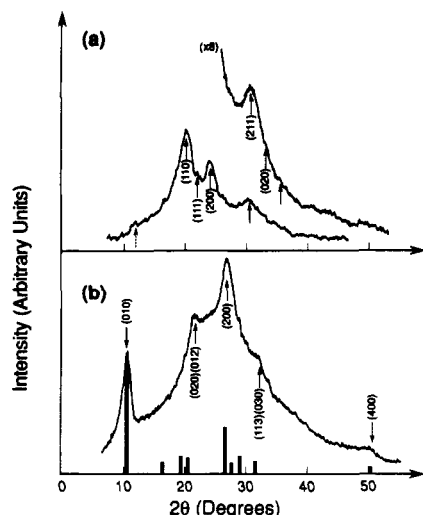 Intensity (Arbitrary Units)
(a)
(x8)
(110)
(111)
(200)
(211)
(020)
(b)
(010)
(020)(012)
(200)
(113)(030)
(400)
0 10 20 30 40 50
2θ (Degrees)